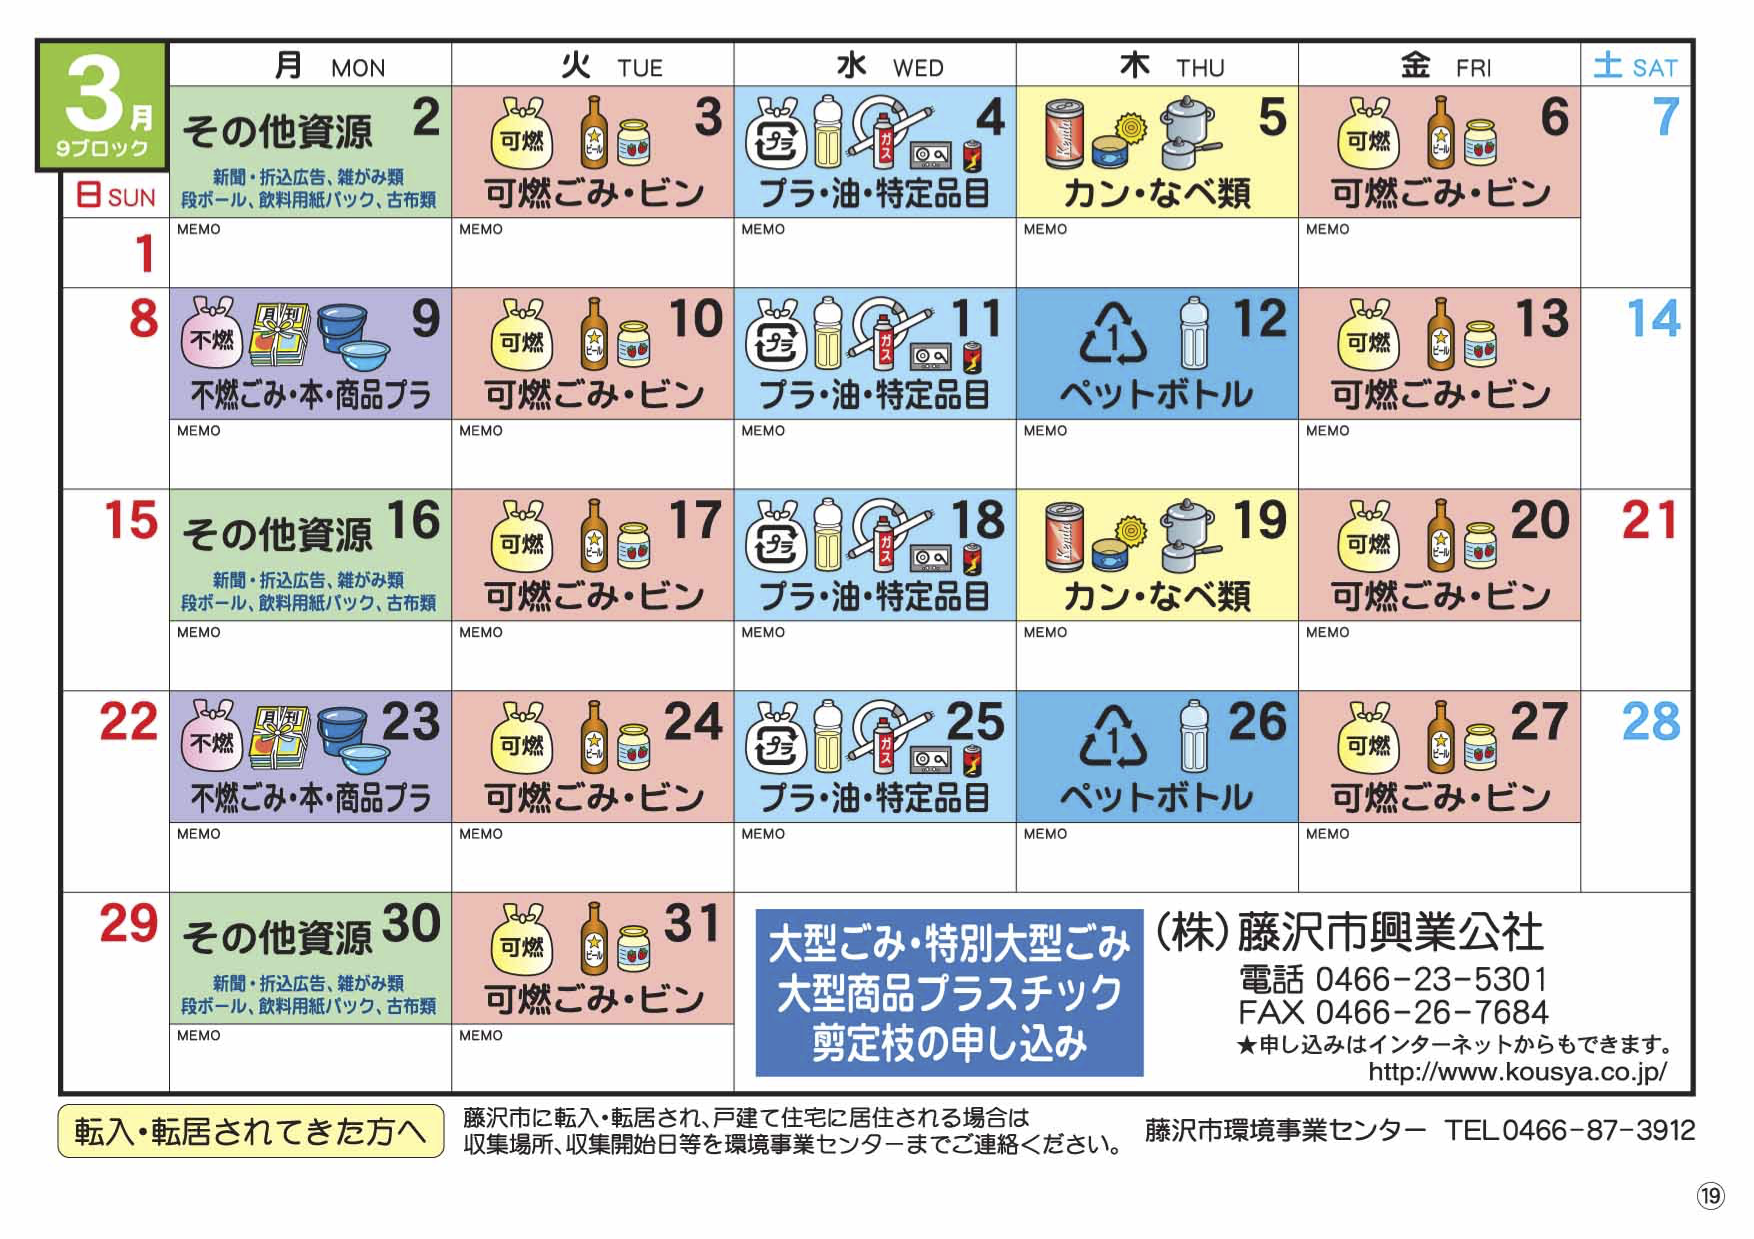 3月
9ブロック
月 MON
火 TUE
水 WED
木 THU
金 FRI
土 SAT
日 SUN
1
その他資源 2
新聞・折込広告、雑がみ類
段ボール、飲料用紙パック、古布類
MEMO
可燃 ビール 3
可燃ごみ・ビン
MEMO
プラ ガス 4
プラ・油・特定品目
MEMO
5
カン・なべ類
MEMO
可燃 ビール 6
可燃ごみ・ビン
MEMO
7
8
不燃 月刊 9
不燃ごみ・本・商品プラ
MEMO
可燃 ビール 10
可燃ごみ・ビン
MEMO
プラ ガス 11
プラ・油・特定品目
MEMO
1 12
ペットボトル
MEMO
可燃 ビール 13
可燃ごみ・ビン
MEMO
14
15
その他資源 16
新聞・折込広告、雑がみ類
段ボール、飲料用紙パック、古布類
MEMO
可燃 ビール 17
可燃ごみ・ビン
MEMO
プラ ガス 18
プラ・油・特定品目
MEMO
19
カン・なべ類
MEMO
可燃 ビール 20
可燃ごみ・ビン
MEMO
21
22
不燃 月刊 23
不燃ごみ・本・商品プラ
MEMO
可燃 ビール 24
可燃ごみ・ビン
MEMO
プラ ガス 25
プラ・油・特定品目
MEMO
1 26
ペットボトル
MEMO
可燃 ビール 27
可燃ごみ・ビン
MEMO
28
29
その他資源 30
新聞・折込広告、雑がみ類
段ボール、飲料用紙パック、古布類
MEMO
可燃 ビール 31
可燃ごみ・ビン
MEMO
大型ごみ・特別大型ごみ
大型商品プラスチック
剪定枝の申し込み
（株）藤沢市興業公社
電話 0466-23-5301
FAX 0466-26-7684
★申し込みはインターネットからもできます。
http://www.kousya.co.jp/
転入・転居されてきた方へ
藤沢市に転入・転居され、戸建て住宅に居住される場合は
収集場所、収集開始日等を環境事業センターまでご連絡ください。
藤沢市環境事業センター TEL0466-87-3912
⑲